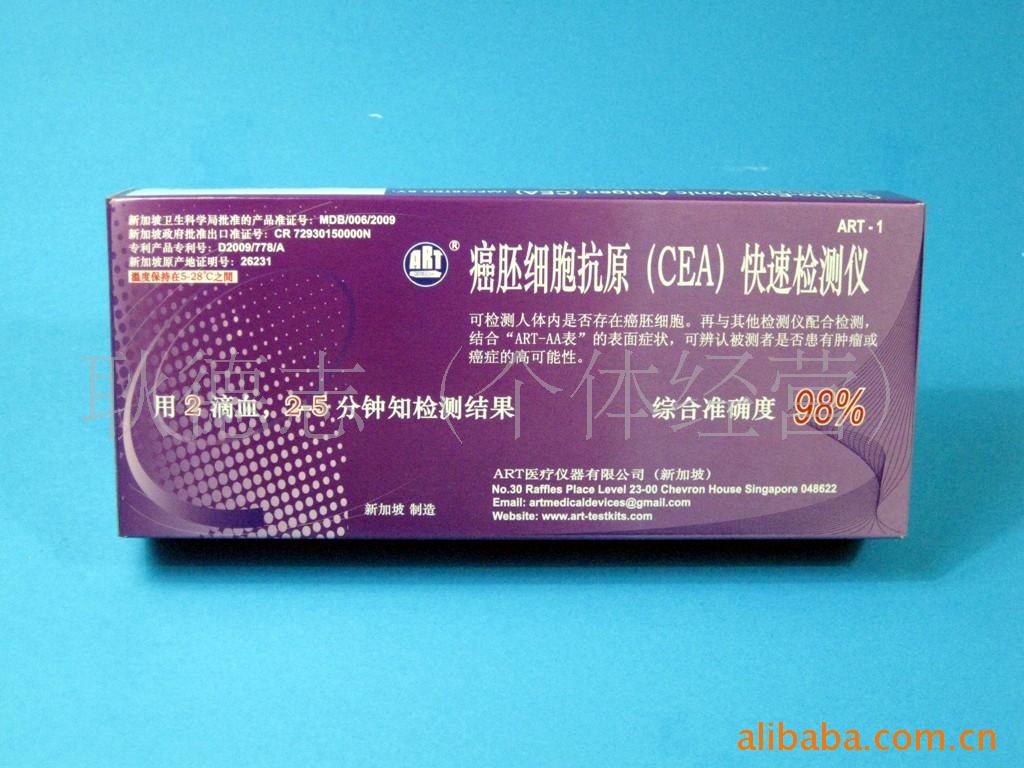 Carcino-Embryonic Antigen (CEA)
新加坡卫生科学局批准的产品准证号：MDB/006/2009
新加坡政府批准出口准证号：CR 72930150000N
专利产品专利号：D2009/778/A
新加坡原产地证明号：26231
溫度保持在5-28℃之間
ART - 1
ART ®
癌胚细胞抗原（CEA）快速检测仪
可检测人体内是否存在癌胚细胞。再与其他检测仪配合检测，
结合“ART-AA表”的表面症状，可辨认被测者是否患有肿瘤或
癌症的高可能性。
耿德志（个体经营）
用2滴血，2-5分钟知检测结果
综合准确度 98%
ART医疗仪器有限公司（新加坡）
No.30 Raffles Place Level 23-00 Chevron House Singapore 048622
Email: artmedicaldevices@gmail.com
Website: www.art-testkits.com
新加坡 制造
alibaba.com.cn